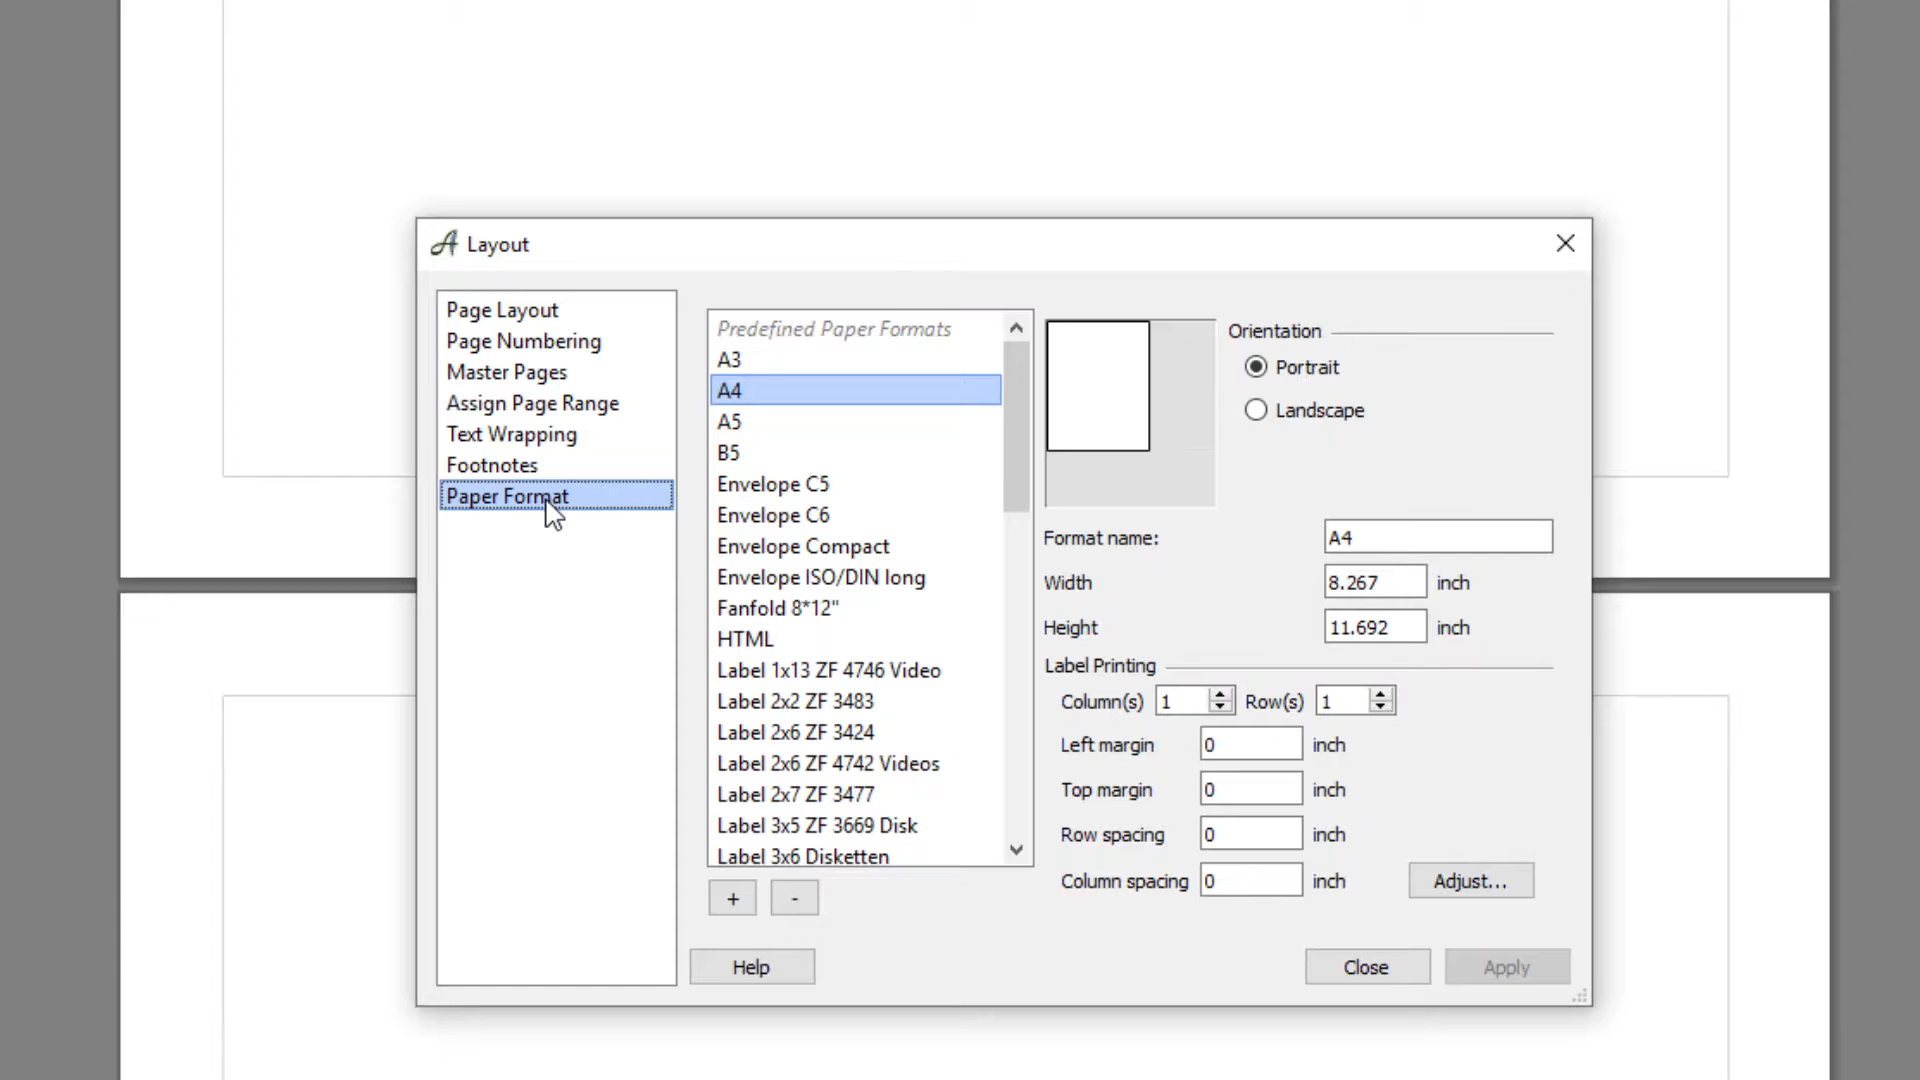 Layout
Page Layout
Page Numbering
Master Pages
Assign Page Range
Text Wrapping
Footnotes
Paper Format
Predefined Paper Formats
A3
A4
A5
B5
Envelope C5
Envelope C6
Envelope Compact
Envelope ISO/DIN long
Fanfold 8*12"
HTML
Label 1x13 ZF 4746 Video
Label 2x2 ZF 3483
Label 2x6 ZF 3424
Label 2x6 ZF 4742 Videos
Label 2x7 ZF 3477
Label 3x5 ZF 3669 Disk
Label 3x6 Disketten
+ -
Orientation
Portrait
Landscape
Format name: A4
Width 8.267 inch
Height 11.692 inch
Label Printing
Column(s) 1 Row(s) 1
Left margin 0 inch
Top margin 0 inch
Row spacing 0 inch
Column spacing 0 inch Adjust...
Help Close Apply